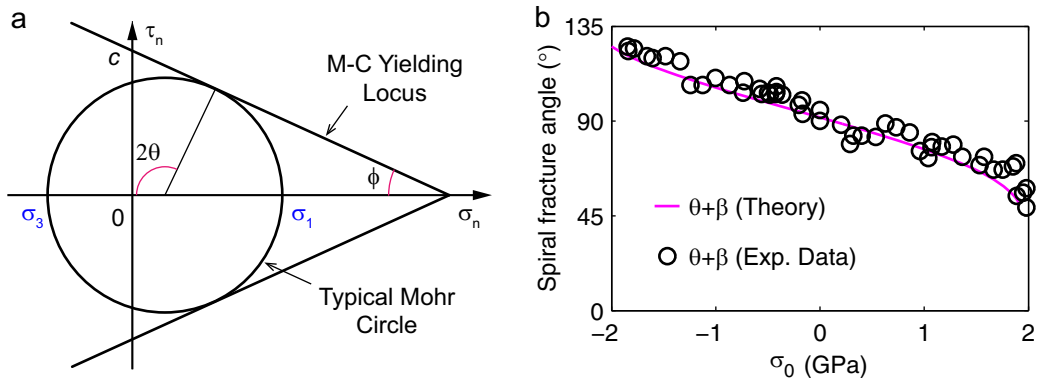 a
τn
c
M-C Yielding
Locus
2θ
ϕ
σ3
0
σ1
σn
Typical Mohr
Circle
b
Spiral fracture angle (°)
135
90
45
0
θ+β (Theory)
θ+β (Exp. Data)
−2
−1
0
1
2
σ0 (GPa)